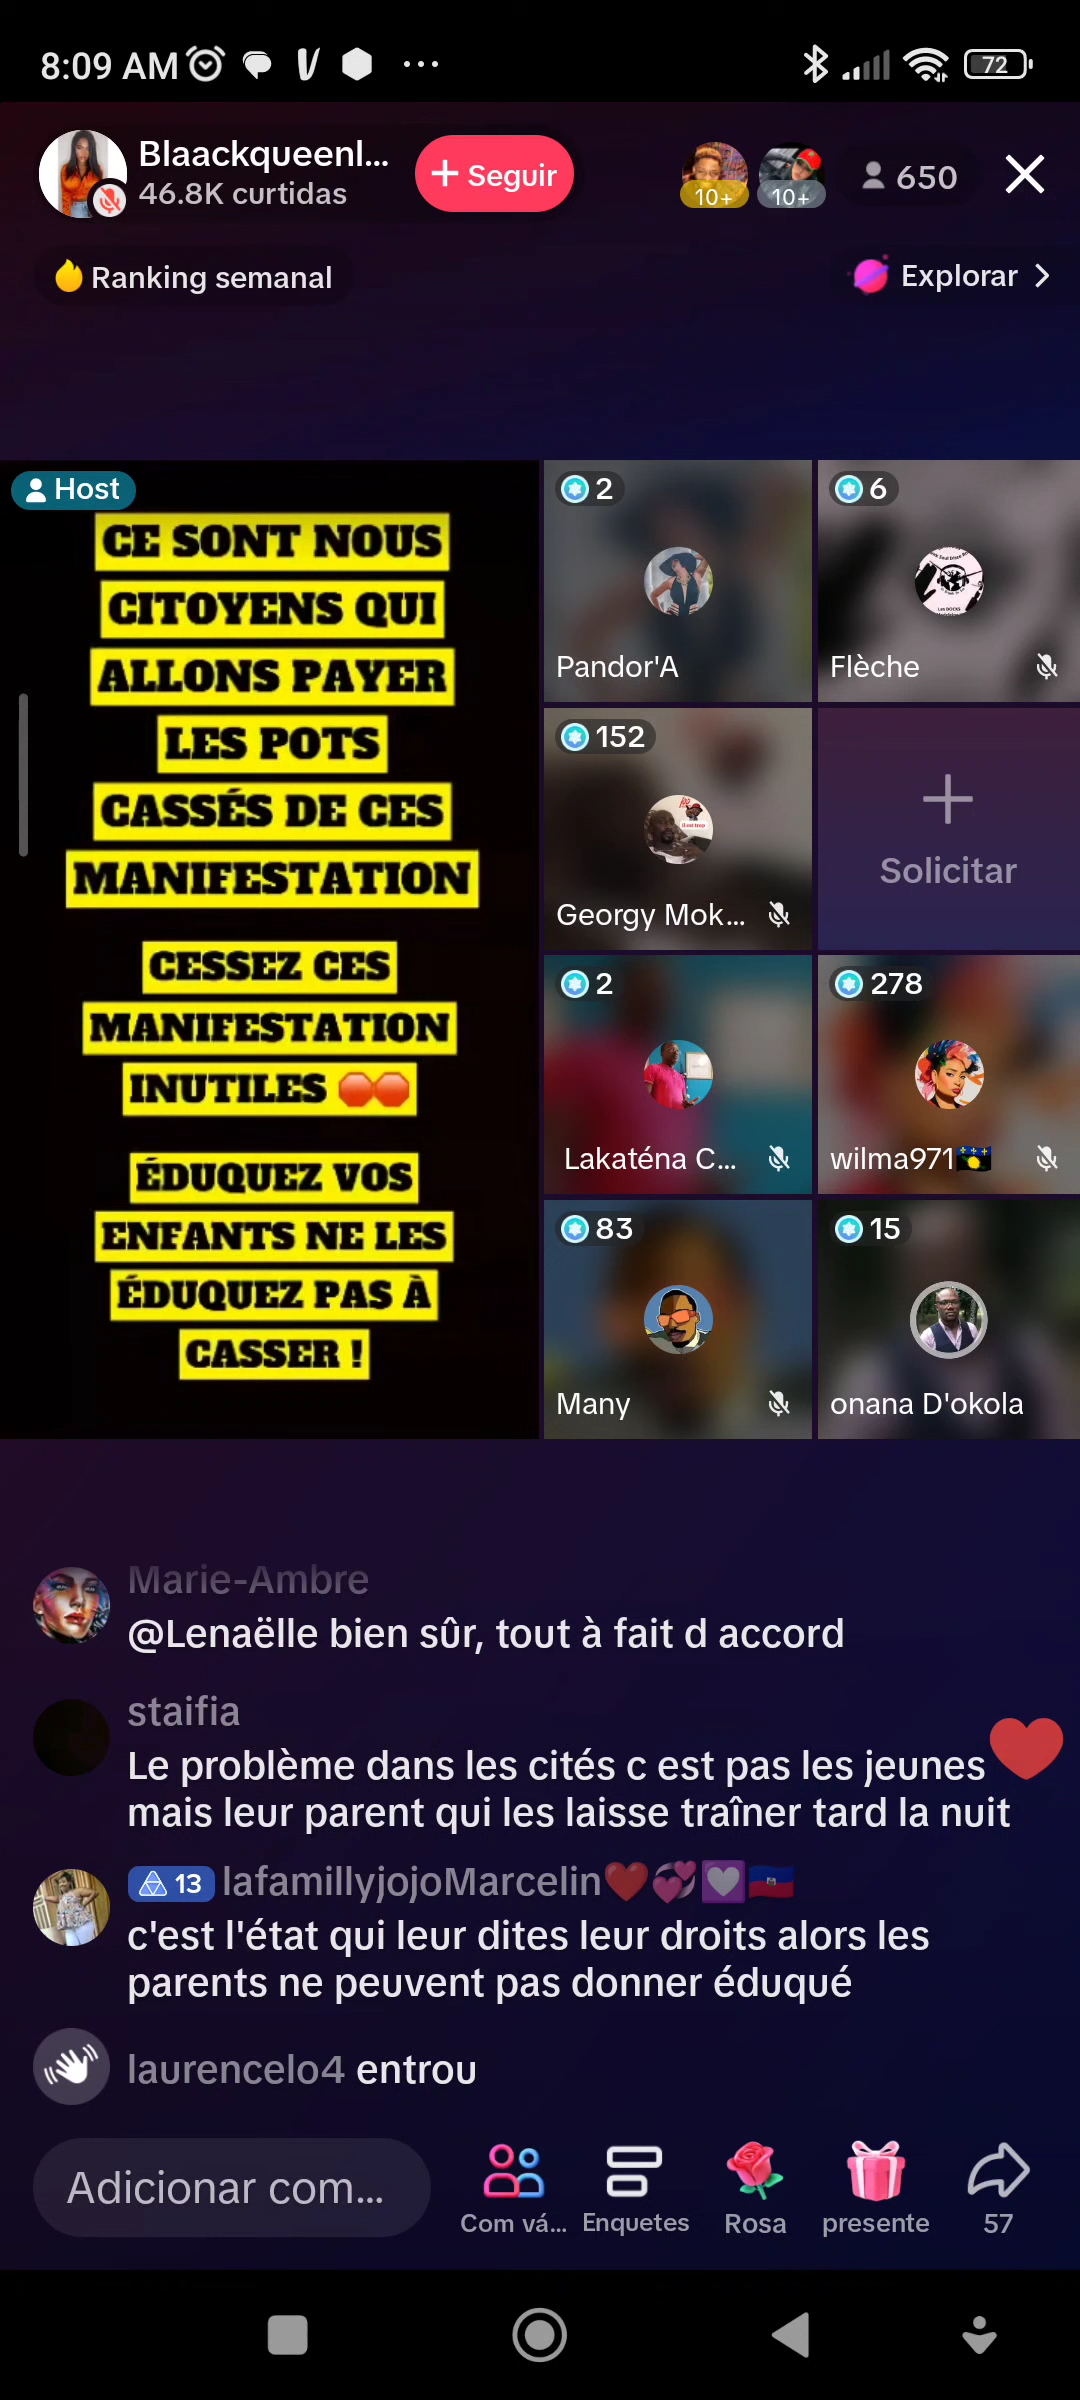 8:09 AM
72
Blaackqueenl...
46.8K curtidas
+ Seguir
10+
10+
650
Ranking semanal
Explorar >
Host
CE SONT NOUS
CITOYENS QUI
ALLONS PAYER
LES POTS
CASSÉS DE CES
MANIFESTATION
CESSEZ CES
MANIFESTATION
INUTILES 🛑🛑
ÉDUQUEZ VOS
ENFANTS NE LES
ÉDUQUEZ PAS À
CASSER !
2
Pandor'A
6
Flèche
152
Georgy Mok...
Solicitar
2
Lakaténa C...
278
wilma971
83
Many
15
onana D'okola
Marie-Ambre
@Lenaëlle bien sûr, tout à fait d accord
staifia
Le problème dans les cités c est pas les jeunes
mais leur parent qui les laisse traîner tard la nuit
13 lafamillyjojoMarcelin❤️💞💟🇭🇹
c'est l'état qui leur dites leur droits alors les
parents ne peuvent pas donner éduqué
laurencelo4 entrou
Adicionar com...
Com vá...
Enquetes
Rosa
presente
57